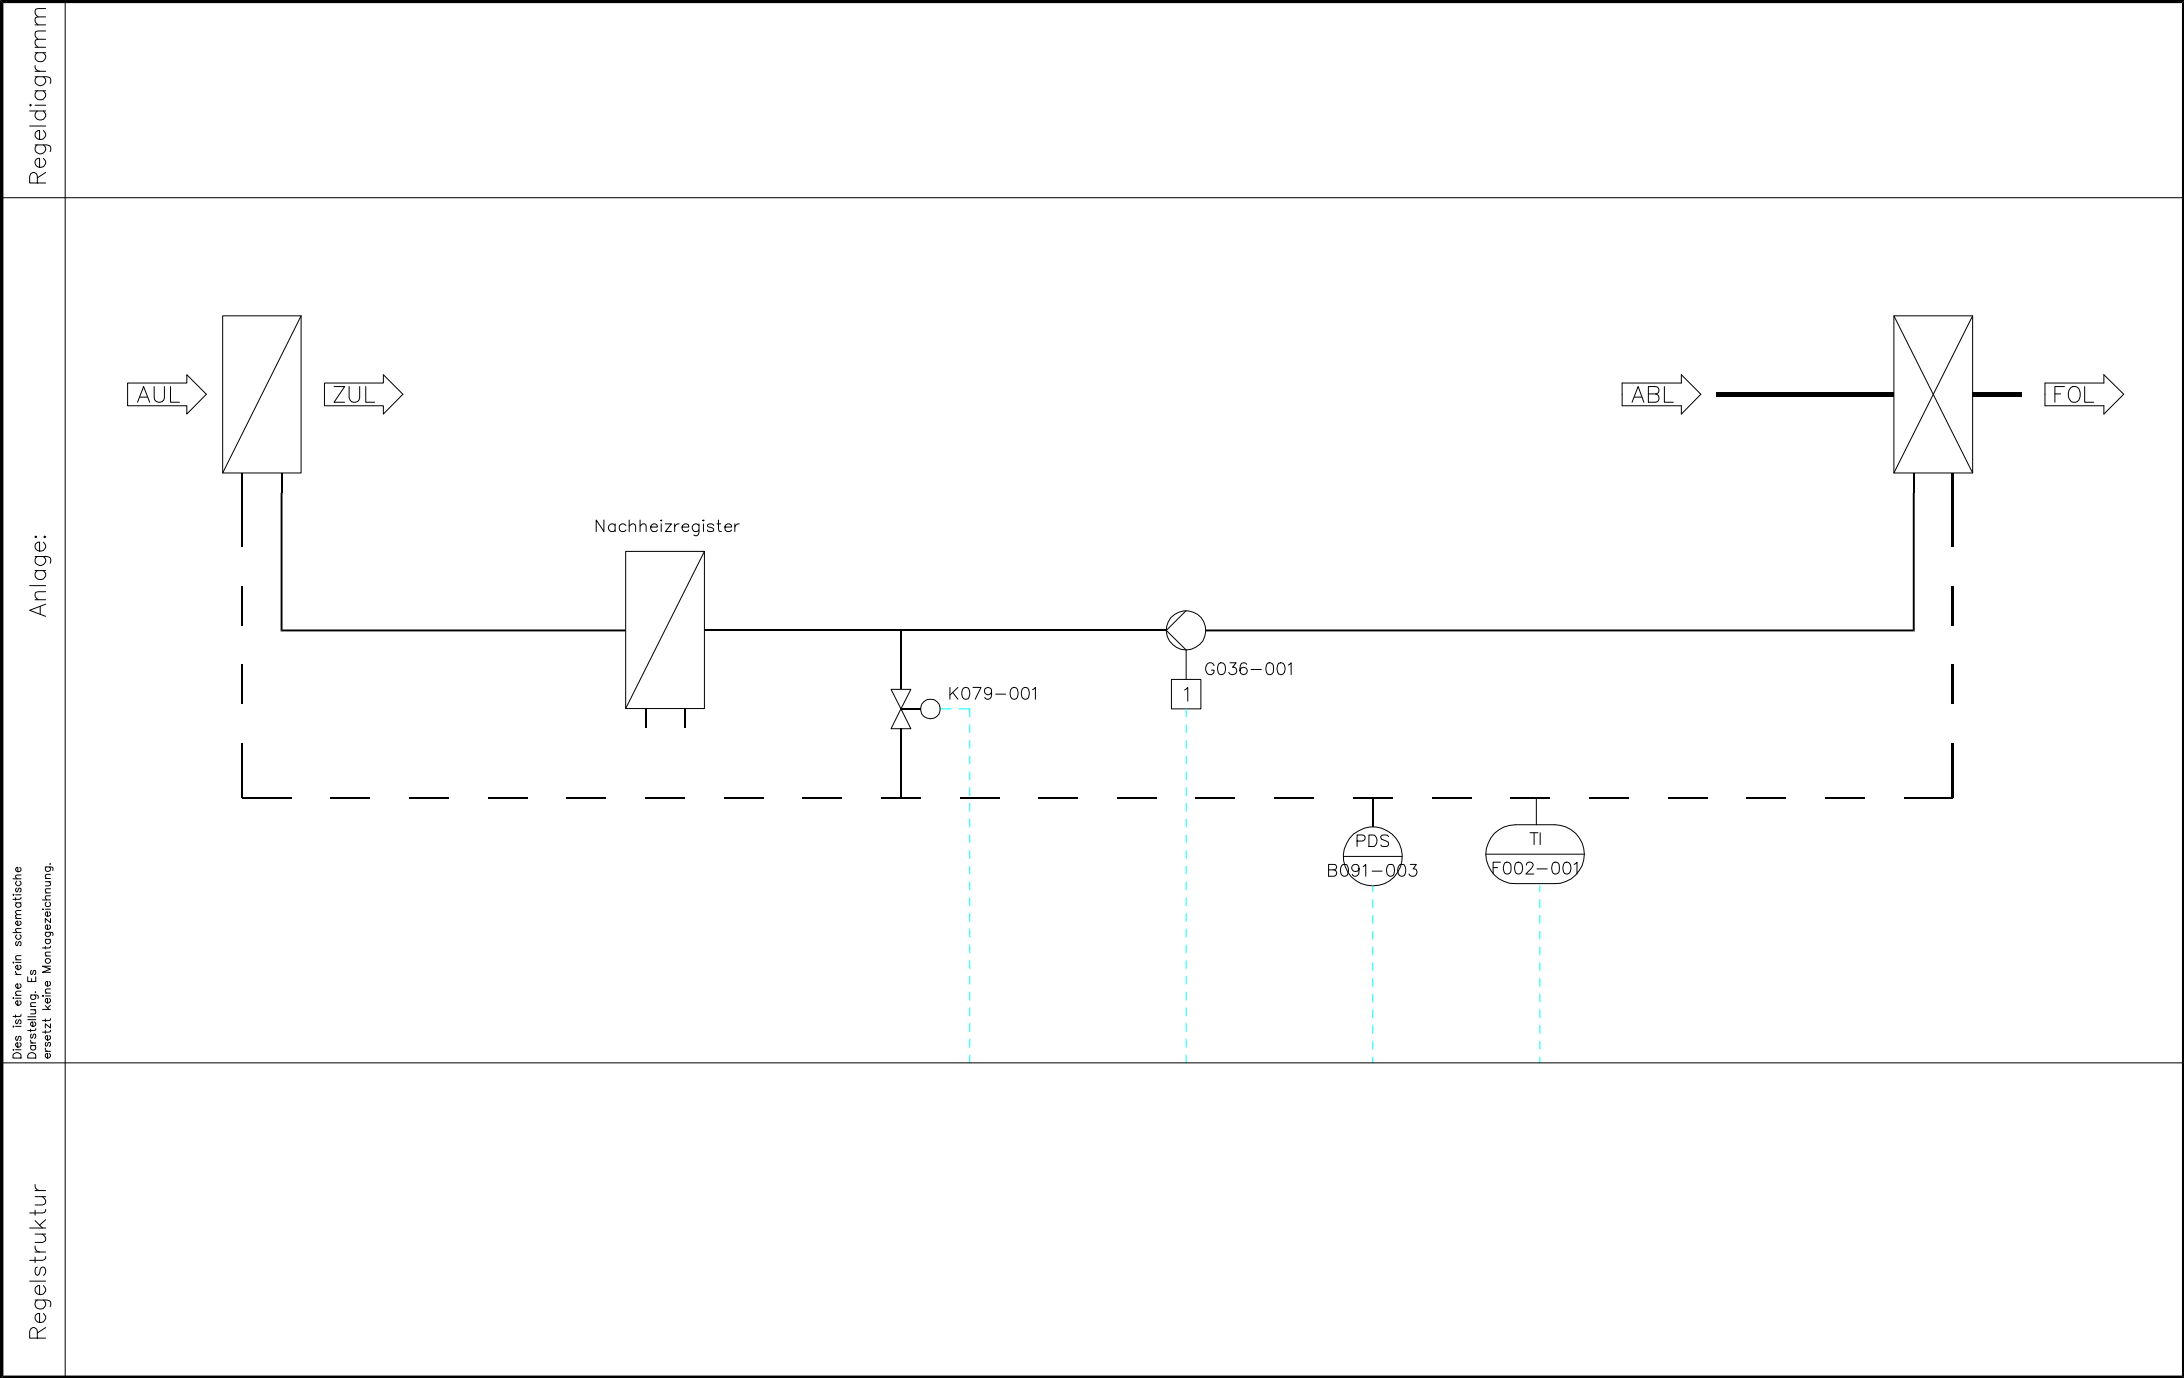 Regeldiagramm
AUL
ZUL
ABL
FOL
Anlage:
Nachheizregister
G036-001
1
K079-001
PDS
B091-003
TI
F002-001
Dies ist eine rein schematische
Darstellung. Es
ersetzt keine Montagezeichnung.
Regelstruktur